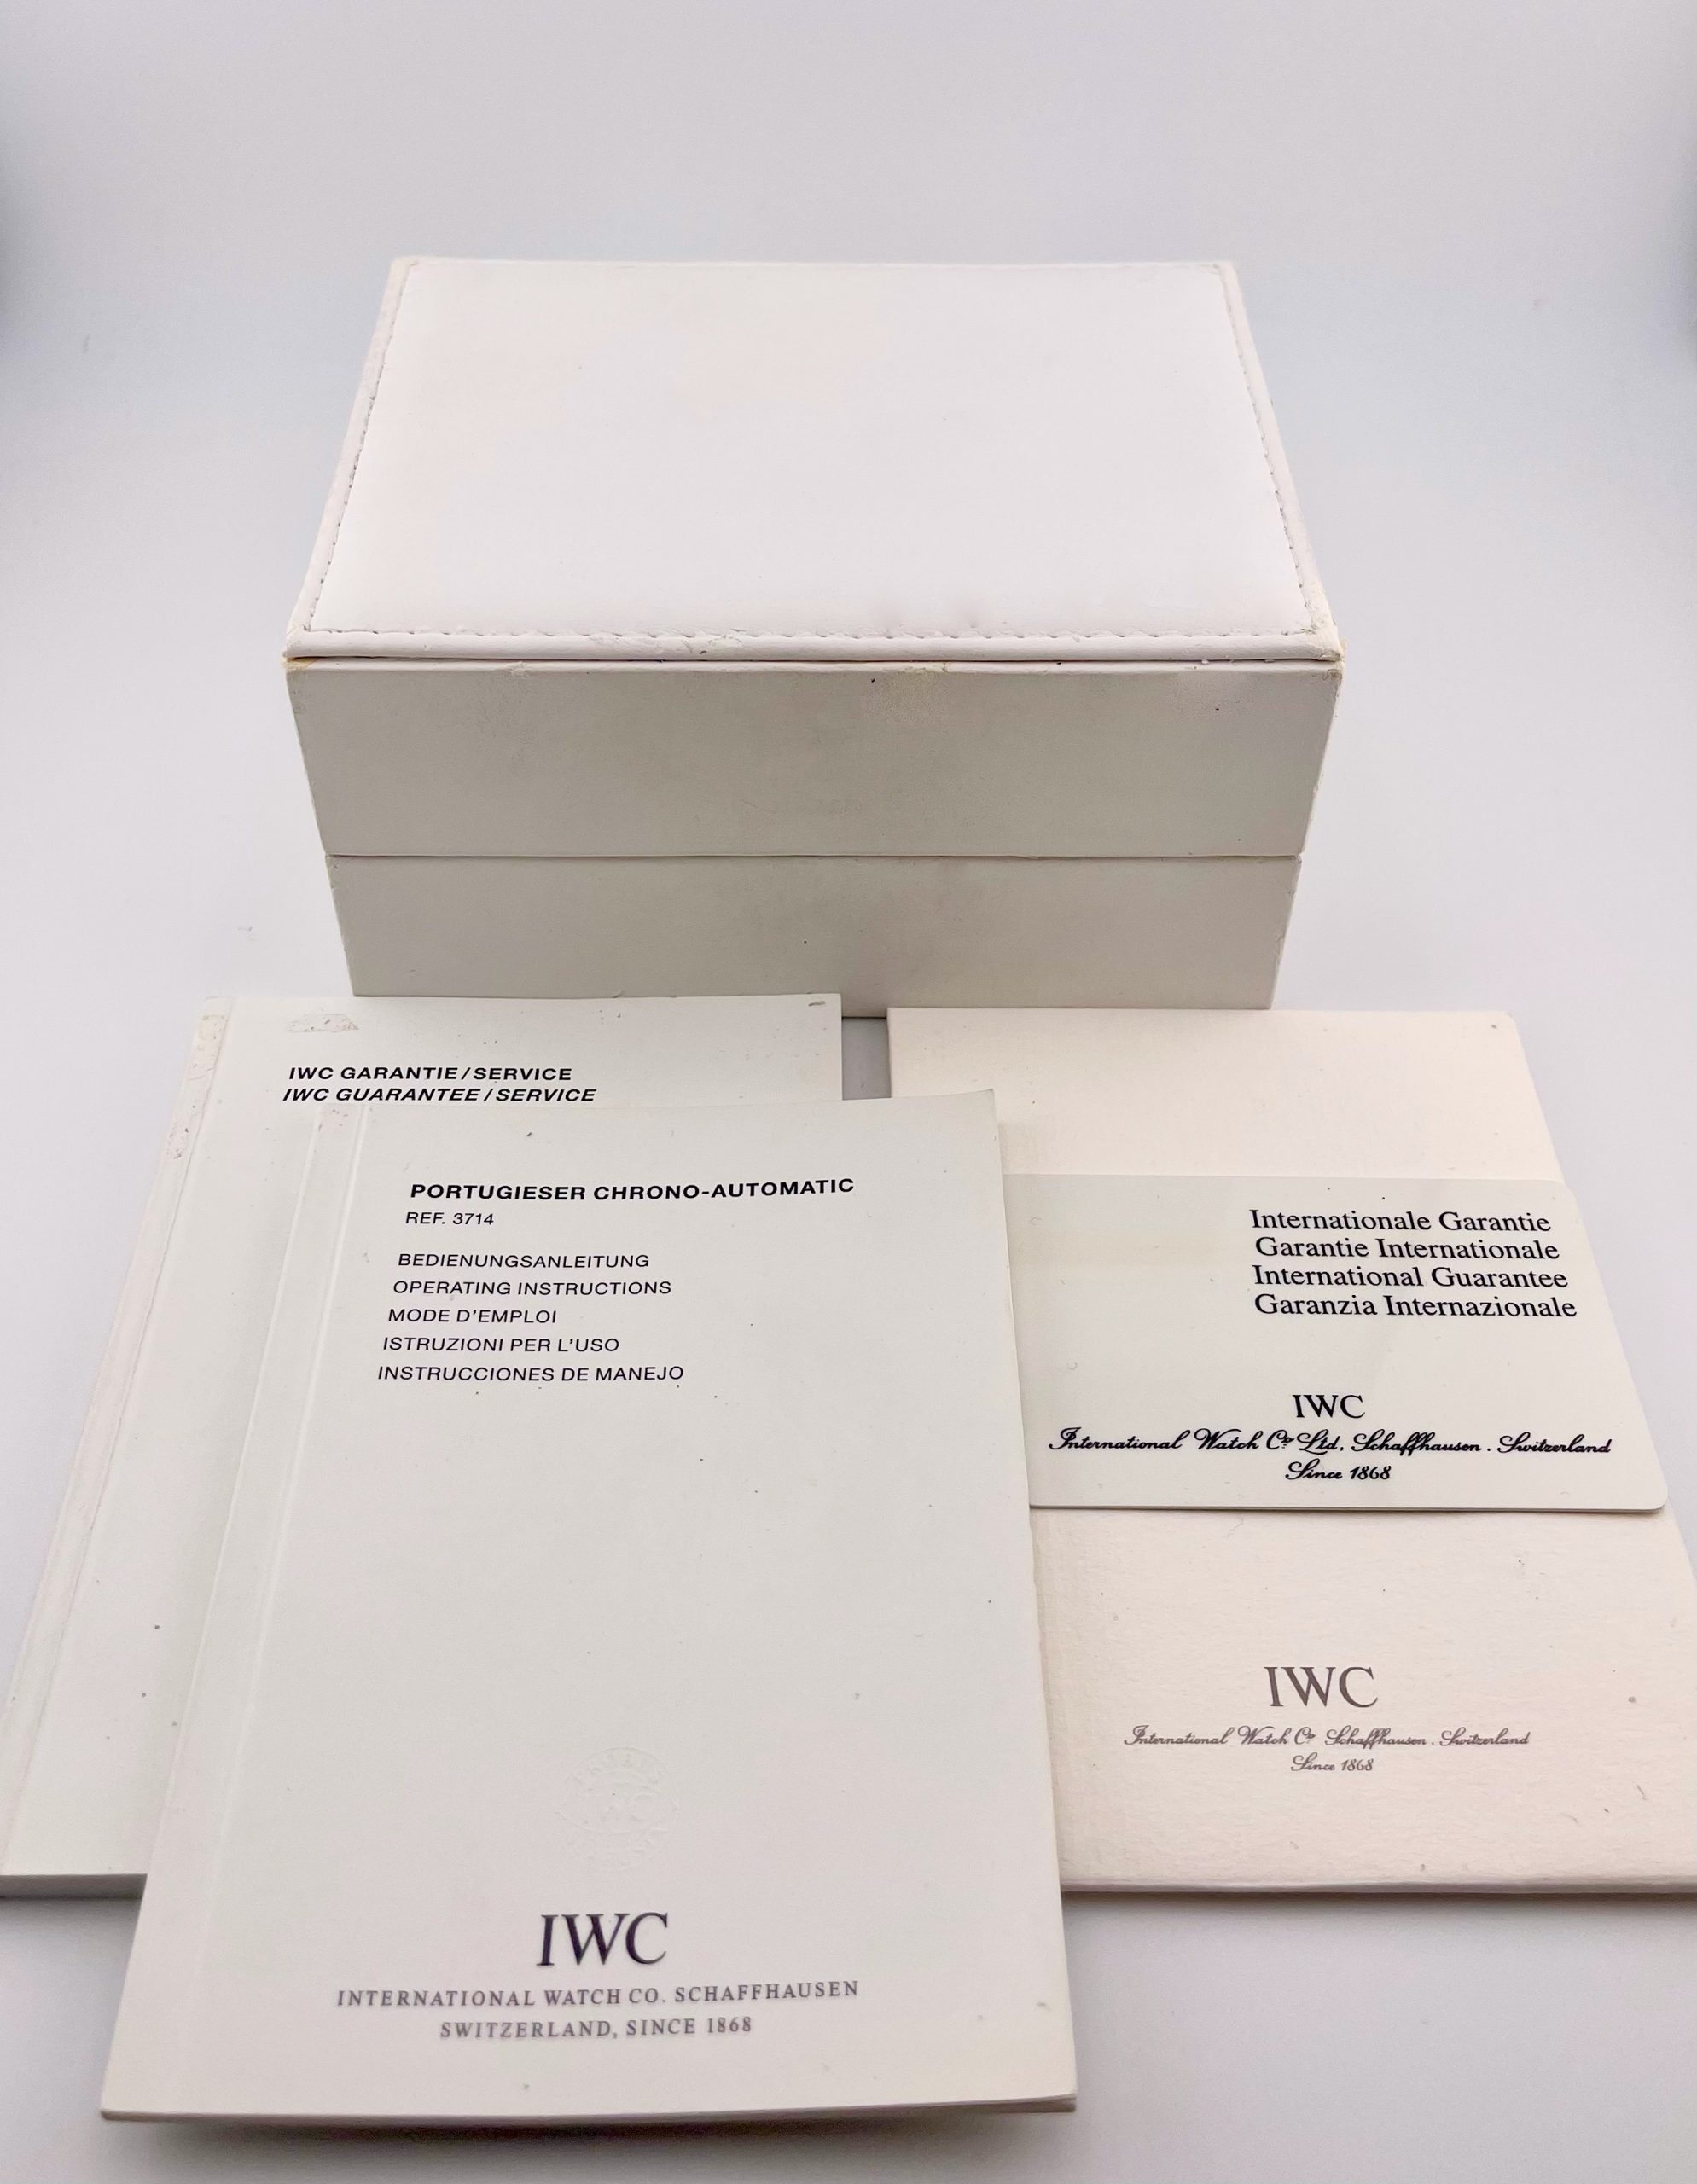 IWC GARANTIE/SERVICE
IWC GUARANTEE/SERVICE
PORTUGIESER CHRONO-AUTOMATIC
REF. 3714
BEDIENUNGSANLEITUNG
OPERATING INSTRUCTIONS
MODE D'EMPLOI
ISTRUZIONI PER L'USO
INSTRUCCIONES DE MANEJO
IWC
INTERNATIONAL WATCH CO. SCHAFFHAUSEN
SWITZERLAND, SINCE 1868
Internationale Garantie
Garantie Internationale
International Guarantee
Garanzia Internazionale
IWC
International Watch Co Ltd, Schaffhausen . Switzerland
Since 1868
IWC
International Watch Co Schaffhausen . Switzerland
Since 1868